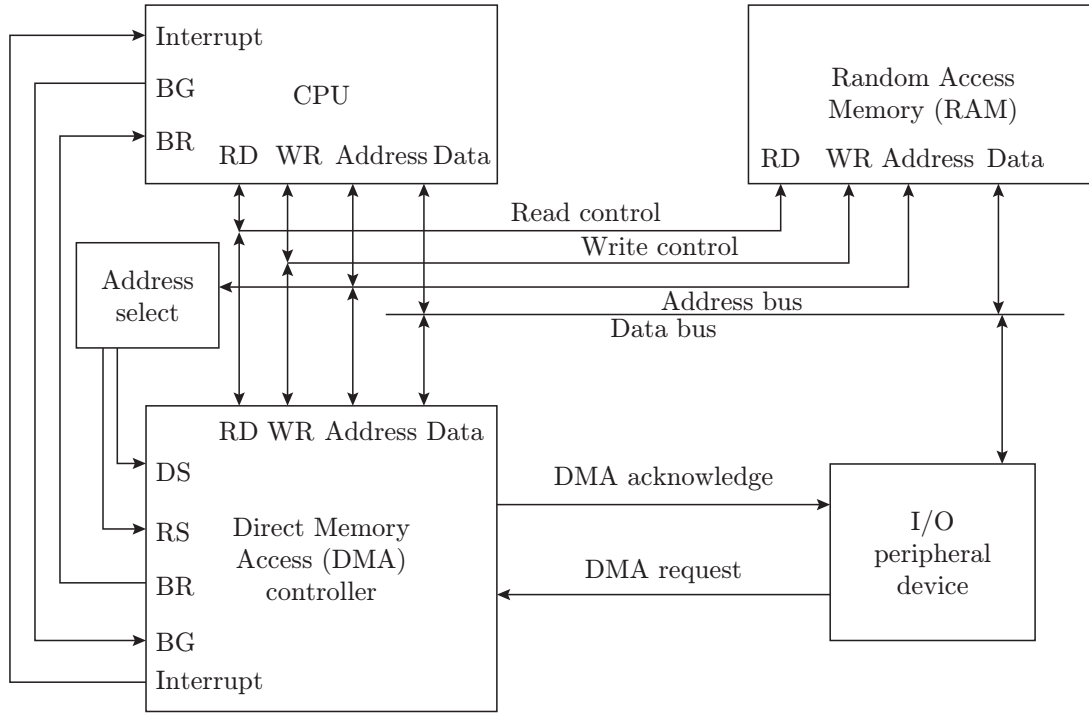 Interrupt
BG
CPU
BR
RD WR Address Data
Random Access
Memory (RAM)
RD WR Address Data
Read control
Write control
Address
select
Address bus
Data bus
RD WR Address Data
DS
RS
Direct Memory
Access (DMA)
controller
BR
BG
Interrupt
DMA acknowledge
DMA request
I/O
peripheral
device